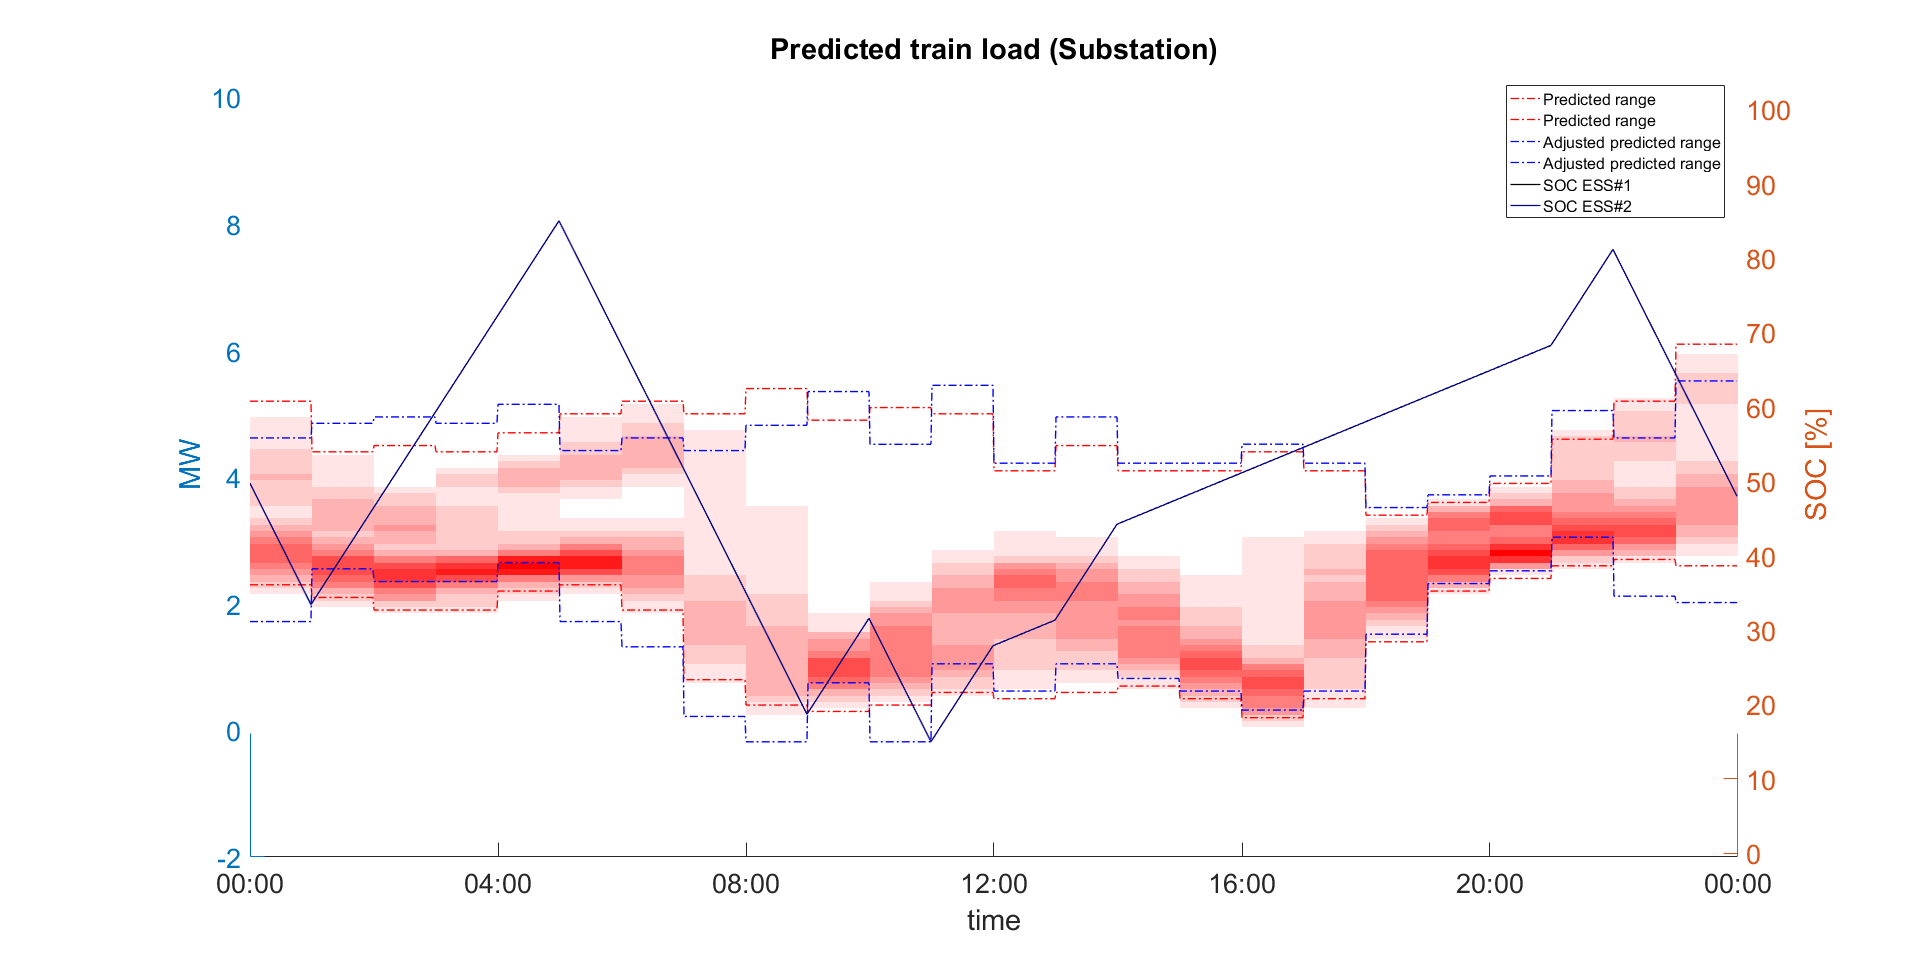 Predicted train load (Substation)
10
8
6
4
2
0
-2
MW
Predicted range
Predicted range
Adjusted predicted range
Adjusted predicted range
SOC ESS#1
SOC ESS#2
100
90
80
70
60
50
40
30
20
10
0
SOC [%]
00:00 04:00 08:00 12:00 16:00 20:00 00:00
time